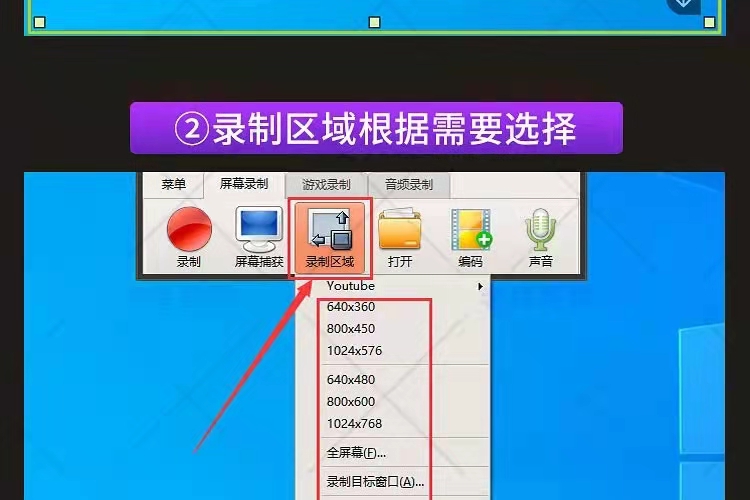 ②录制区域根据需要选择
菜单 屏幕录制 游戏录制 音频录制
录制 屏幕捕获 录制区域 打开 编码 声音
Youtube
640x360
800x450
1024x576
640x480
800x600
1024x768
全屏幕(F)...
录制目标窗口(A)...